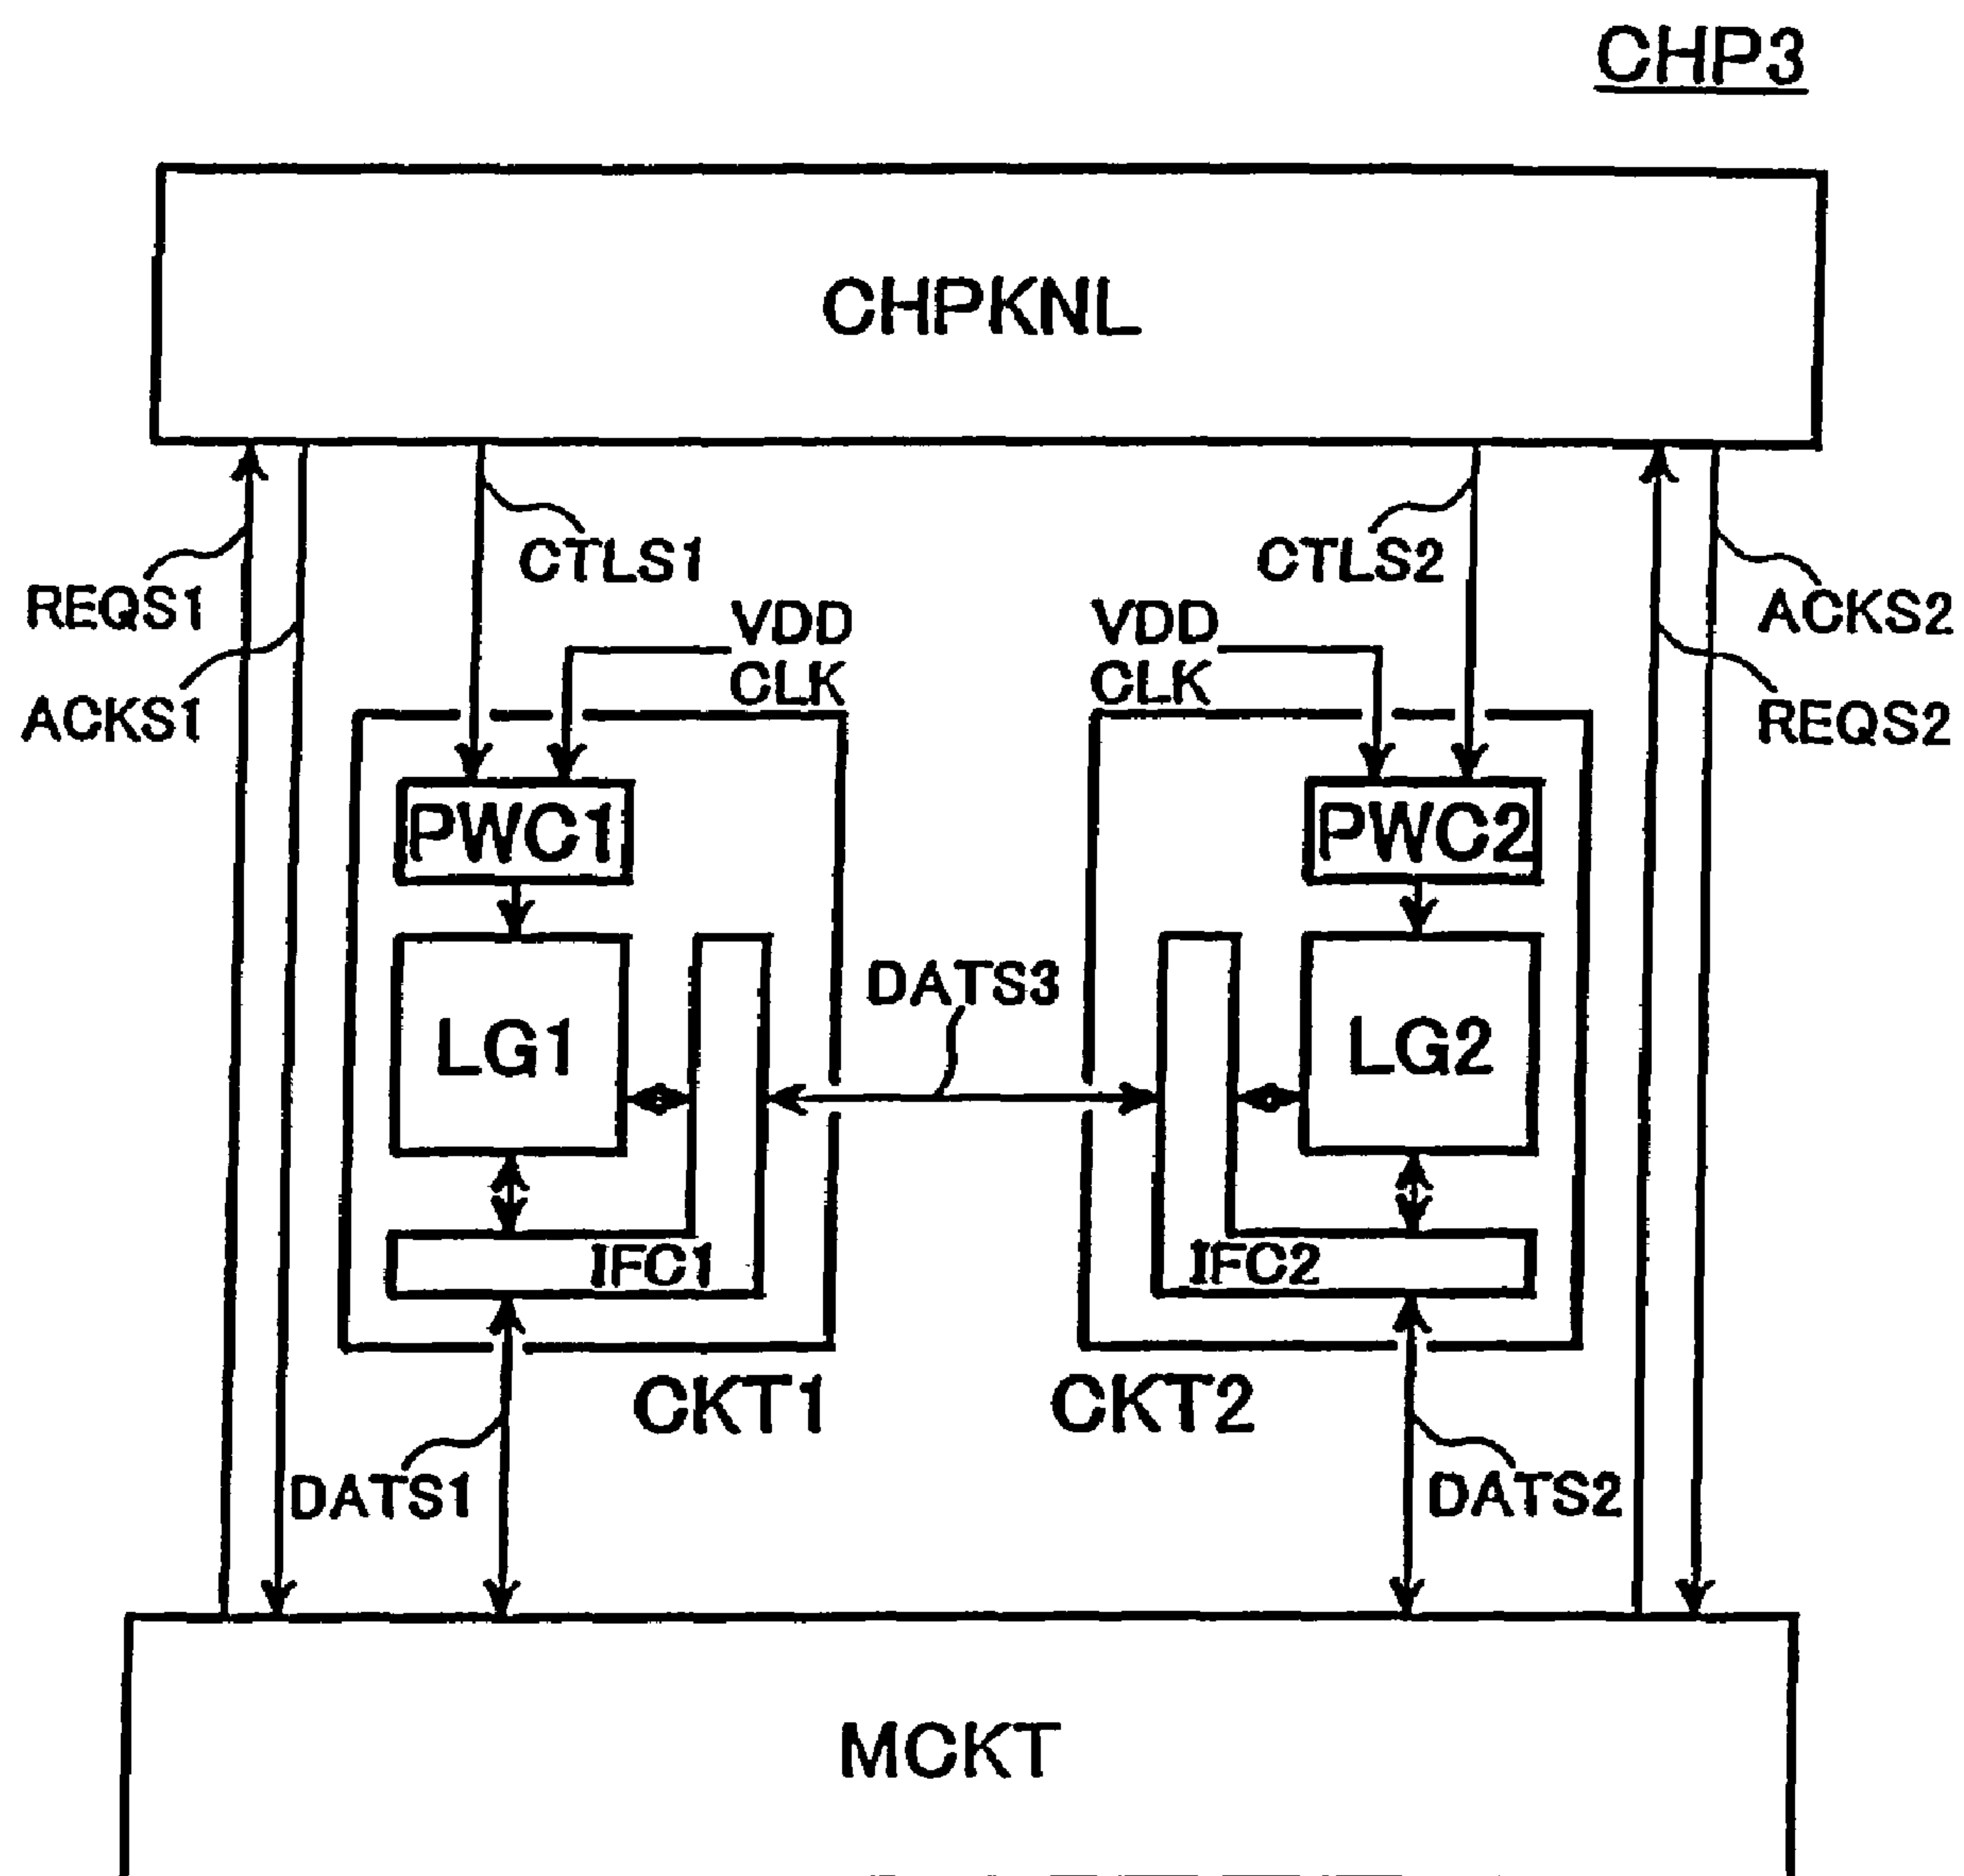 CHP3
CHPKNL
CTLS1
CTLS2
REQS1
ACKS2
VDD
CLK
VDD
CLK
ACKS1
REQS2
PWC1
PWC2
DATS3
LG1
LG2
IFC1
IFC2
CKT1
CKT2
DATS1
DATS2
MCKT